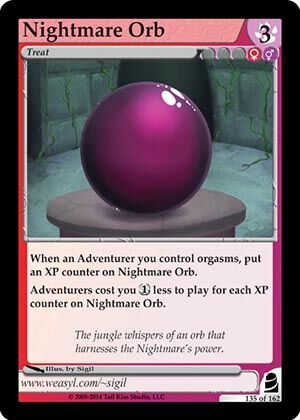 Nightmare Orb 3
Treat
When an Adventurer you control orgasms, put
an XP counter on Nightmare Orb.
Adventurers cost you 1 less to play for each XP
counter on Nightmare Orb.
The jungle whispers of an orb that
harnesses the Nightmare's power.
Illus. by Sigil
www.weasyl.com/~sigil
© 2009-2014 Tail Kiss Studio, LLC
135 of 162